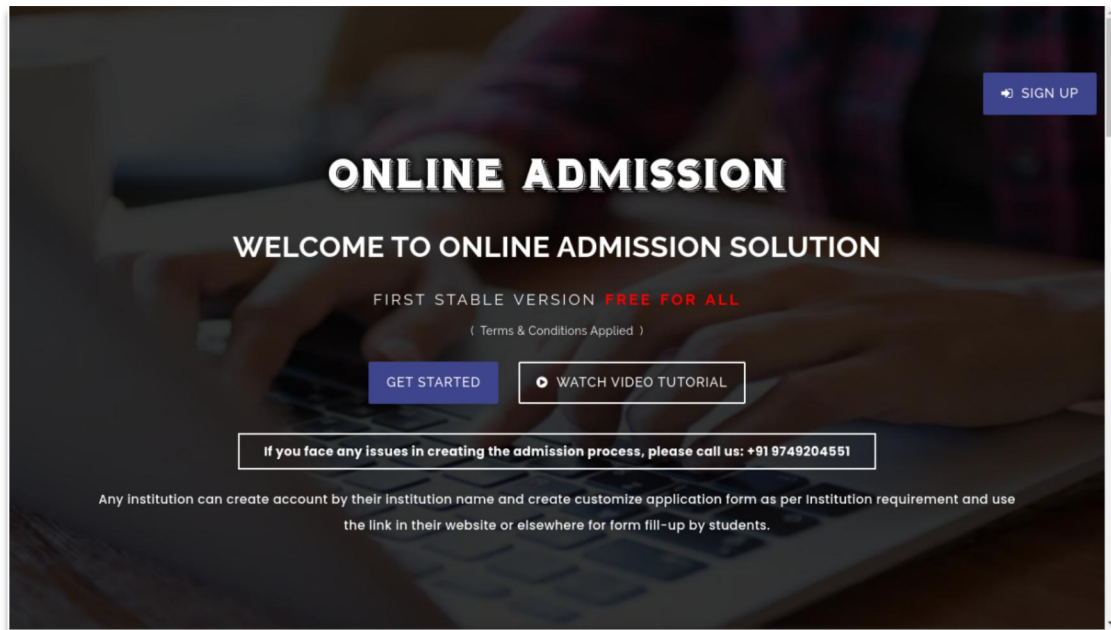 SIGN UP
ONLINE ADMISSION
WELCOME TO ONLINE ADMISSION SOLUTION
FIRST STABLE VERSION FREE FOR ALL
( Terms & Conditions Applied )
GET STARTED
WATCH VIDEO TUTORIAL
If you face any issues in creating the admission process, please call us: +91 9749204551
Any institution can create account by their institution name and create customize application form as per Institution requirement and use
the link in their website or elsewhere for form fill-up by students.